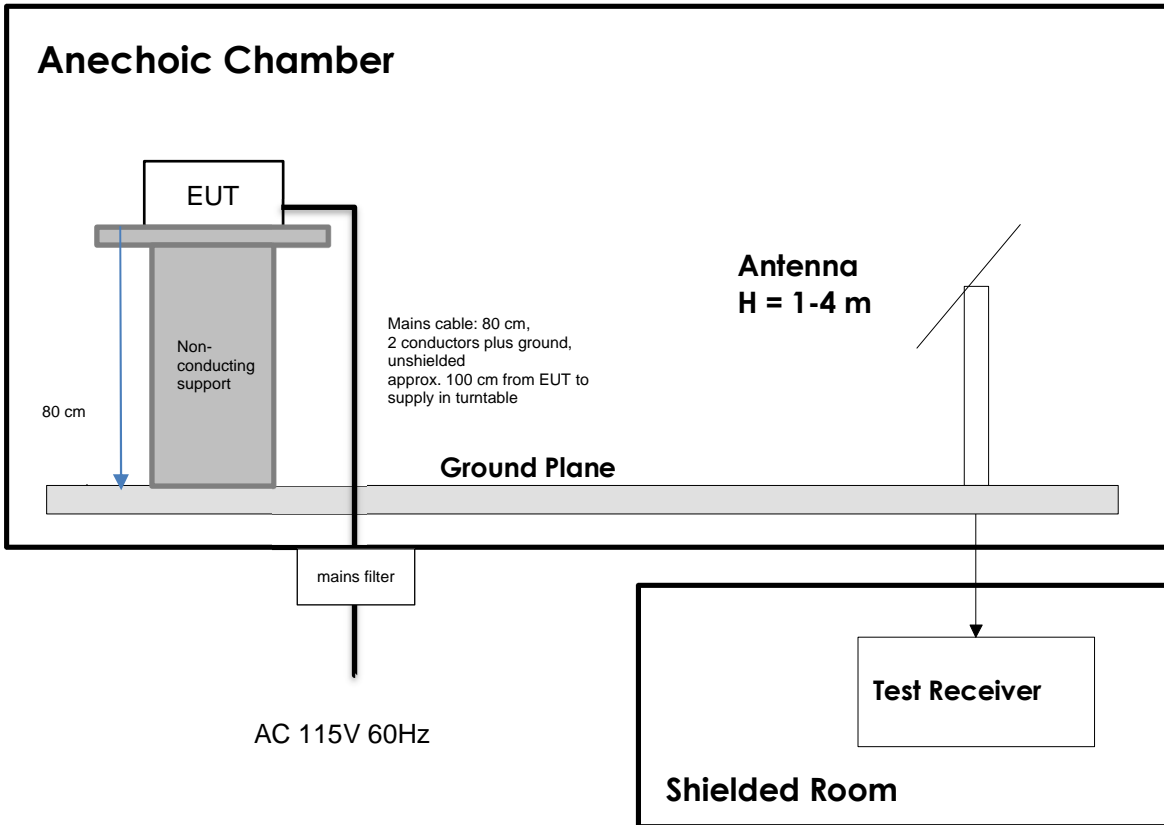 Anechoic Chamber
EUT
Antenna
H = 1-4 m
Mains cable: 80 cm,
2 conductors plus ground,
unshielded
approx. 100 cm from EUT to
supply in turntable
Non-
conducting
support
80 cm
Ground Plane
mains filter
Test Receiver
AC 115V 60Hz
Shielded Room